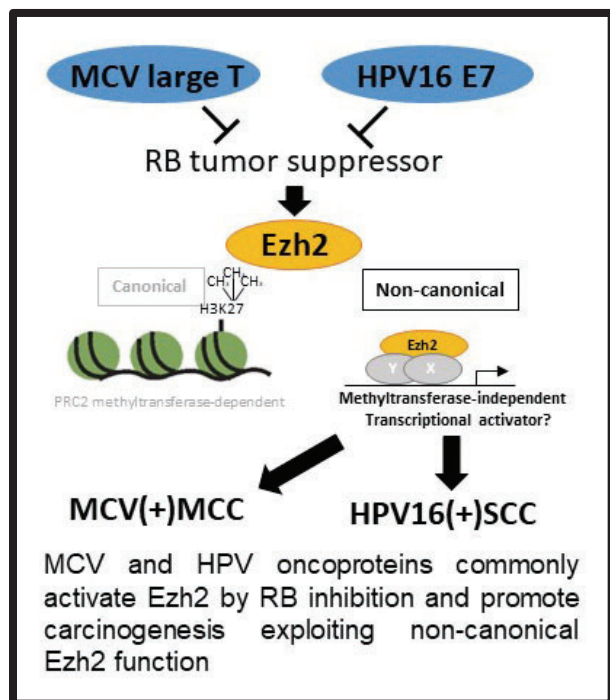 MCV large T
HPV16 E7
RB tumor suppressor
Ezh2
Canonical
CH₃
CH₃ CH₃
H3K27
PRC2 methyltransferase-dependent
Non-canonical
Ezh2
Y X
Methyltransferase-independent
Transcriptional activator?
MCV(+)MCC
HPV16(+)SCC
MCV and HPV oncoproteins commonly
activate Ezh2 by RB inhibition and promote
carcinogenesis exploiting non-canonical
Ezh2 function